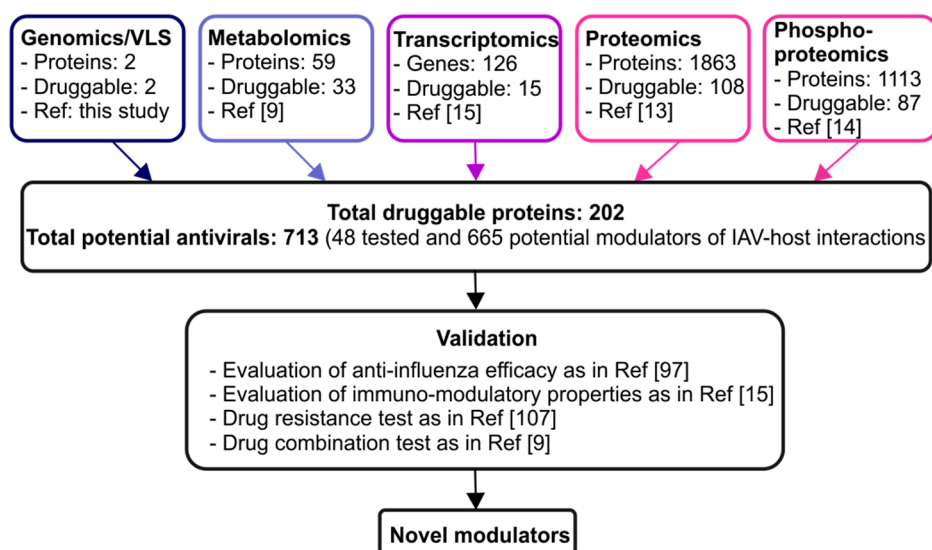 Genomics/VLS
- Proteins: 2
- Druggable: 2
- Ref: this study
Metabolomics
- Proteins: 59
- Druggable: 33
- Ref [9]
Transcriptomics
- Genes: 126
- Druggable: 15
- Ref [15]
Proteomics
- Proteins: 1863
- Druggable: 108
- Ref [13]
Phospho-
proteomics
- Proteins: 1113
- Druggable: 87
- Ref [14]
Total druggable proteins: 202
Total potential antivirals: 713 (48 tested and 665 potential modulators of IAV-host interactions
Validation
- Evaluation of anti-influenza efficacy as in Ref [97]
- Evaluation of immuno-modulatory properties as in Ref [15]
- Drug resistance test as in Ref [107]
- Drug combination test as in Ref [9]
Novel modulators